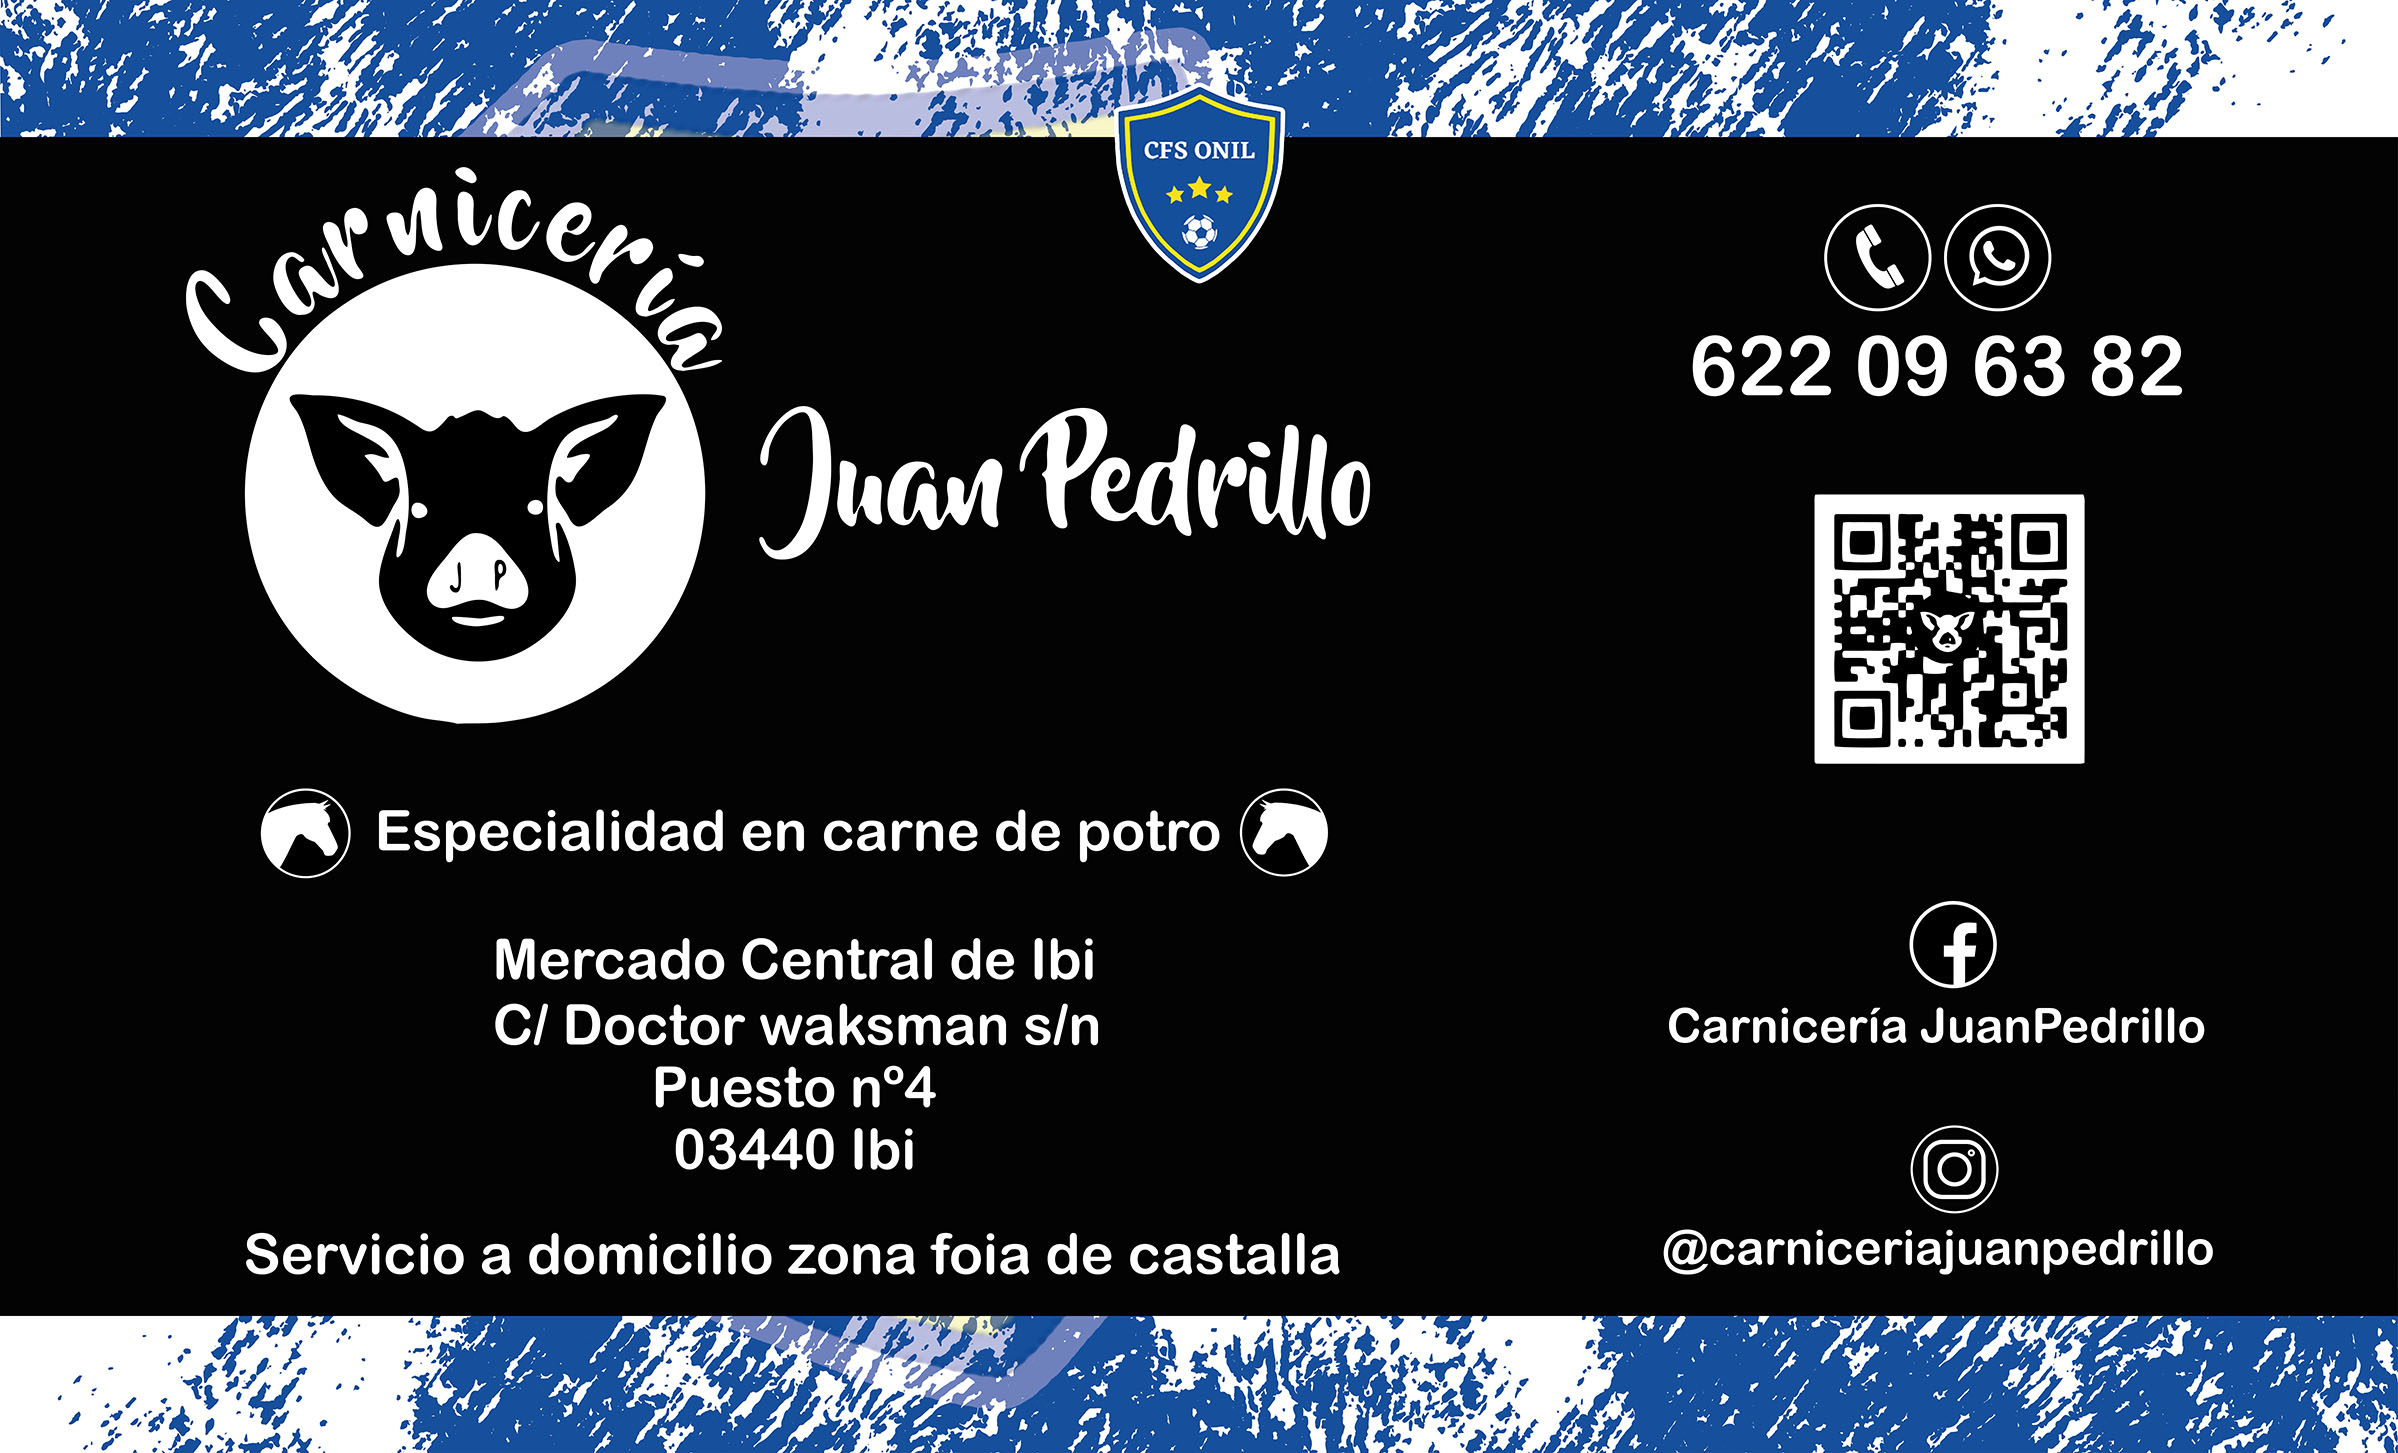 CFS ONIL
Carnicería
J P
Juan Pedrillo
622 09 63 82
Especialidad en carne de potro
Mercado Central de Ibi
C/ Doctor waksman s/n
Puesto nº4
03440 Ibi
Servicio a domicilio zona foia de castalla
Carnicería JuanPedrillo
@carniceriajuanpedrillo